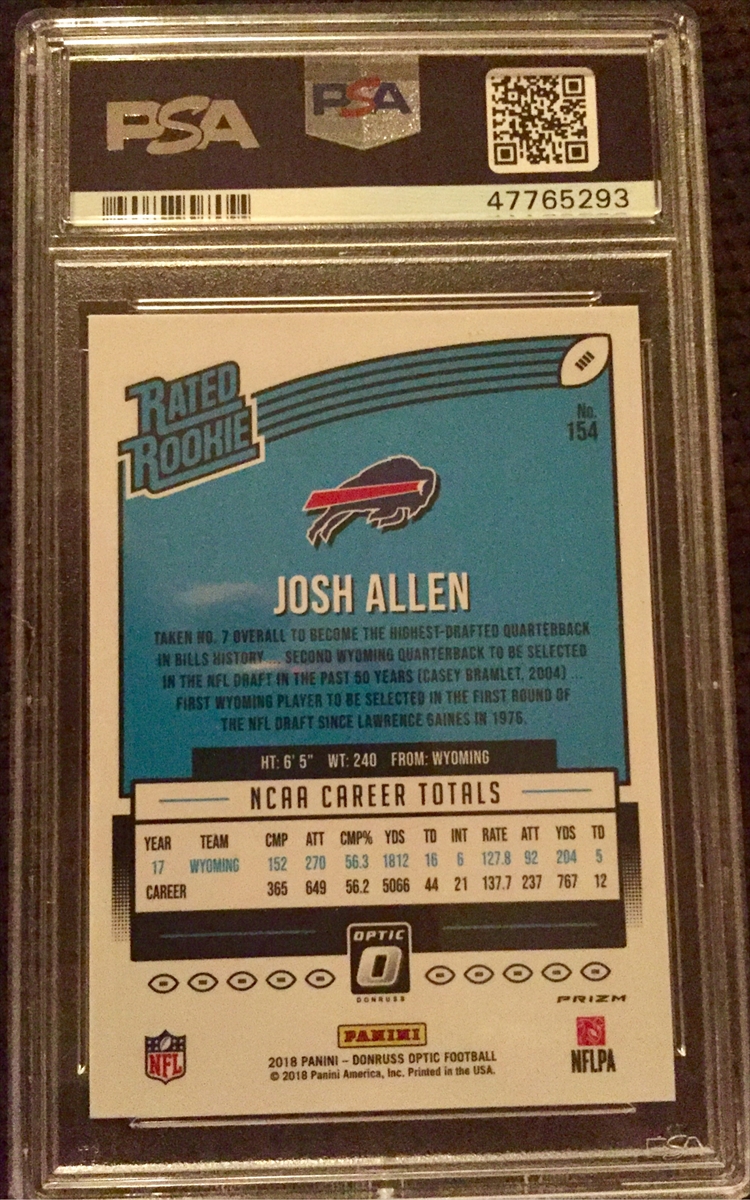 PSA
PSA
47765293
RATED
ROOKIE
No.
154
JOSH ALLEN
TAKEN NO. 7 OVERALL TO BECOME THE HIGHEST-DRAFTED QUARTERBACK
IN BILLS HISTORY ... SECOND WYOMING QUARTERBACK TO BE SELECTED
IN THE NFL DRAFT IN THE PAST 50 YEARS (CASEY BRAMLET, 2004) ...
FIRST WYOMING PLAYER TO BE SELECTED IN THE FIRST ROUND OF
THE NFL DRAFT SINCE LAWRENCE GAINES IN 1976.
HT: 6' 5" WT: 240 FROM: WYOMING
NCAA CAREER TOTALS
YEAR TEAM CMP ATT CMP% YDS TD INT RATE ATT YDS TD
17 WYOMING 152 270 56.3 1812 16 6 127.8 92 204 5
CAREER 365 649 56.2 5066 44 21 137.7 237 767 12
OPTIC
O
DONRUSS
PRIZM
NFL
PANINI
NFLPA
2018 PANINI – DONRUSS OPTIC FOOTBALL
© 2018 Panini America, Inc. Printed in the USA.
PSA